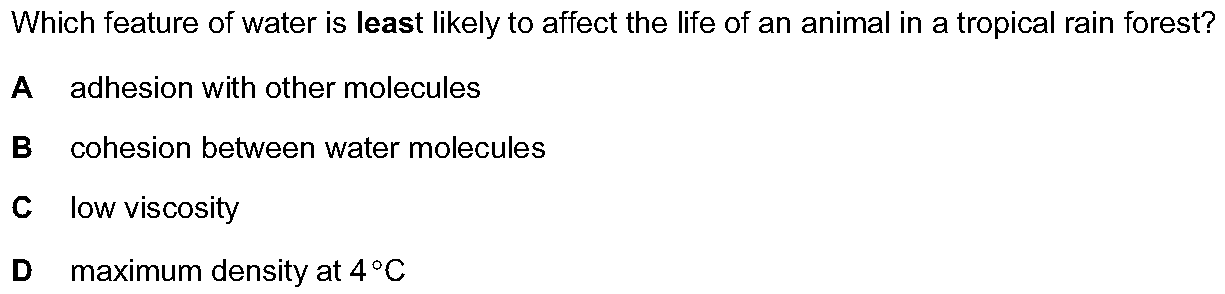 Which feature of water is least likely to affect the life of an animal in a tropical rain forest?
A adhesion with other molecules
B cohesion between water molecules
C low viscosity
D maximum density at 4 °C